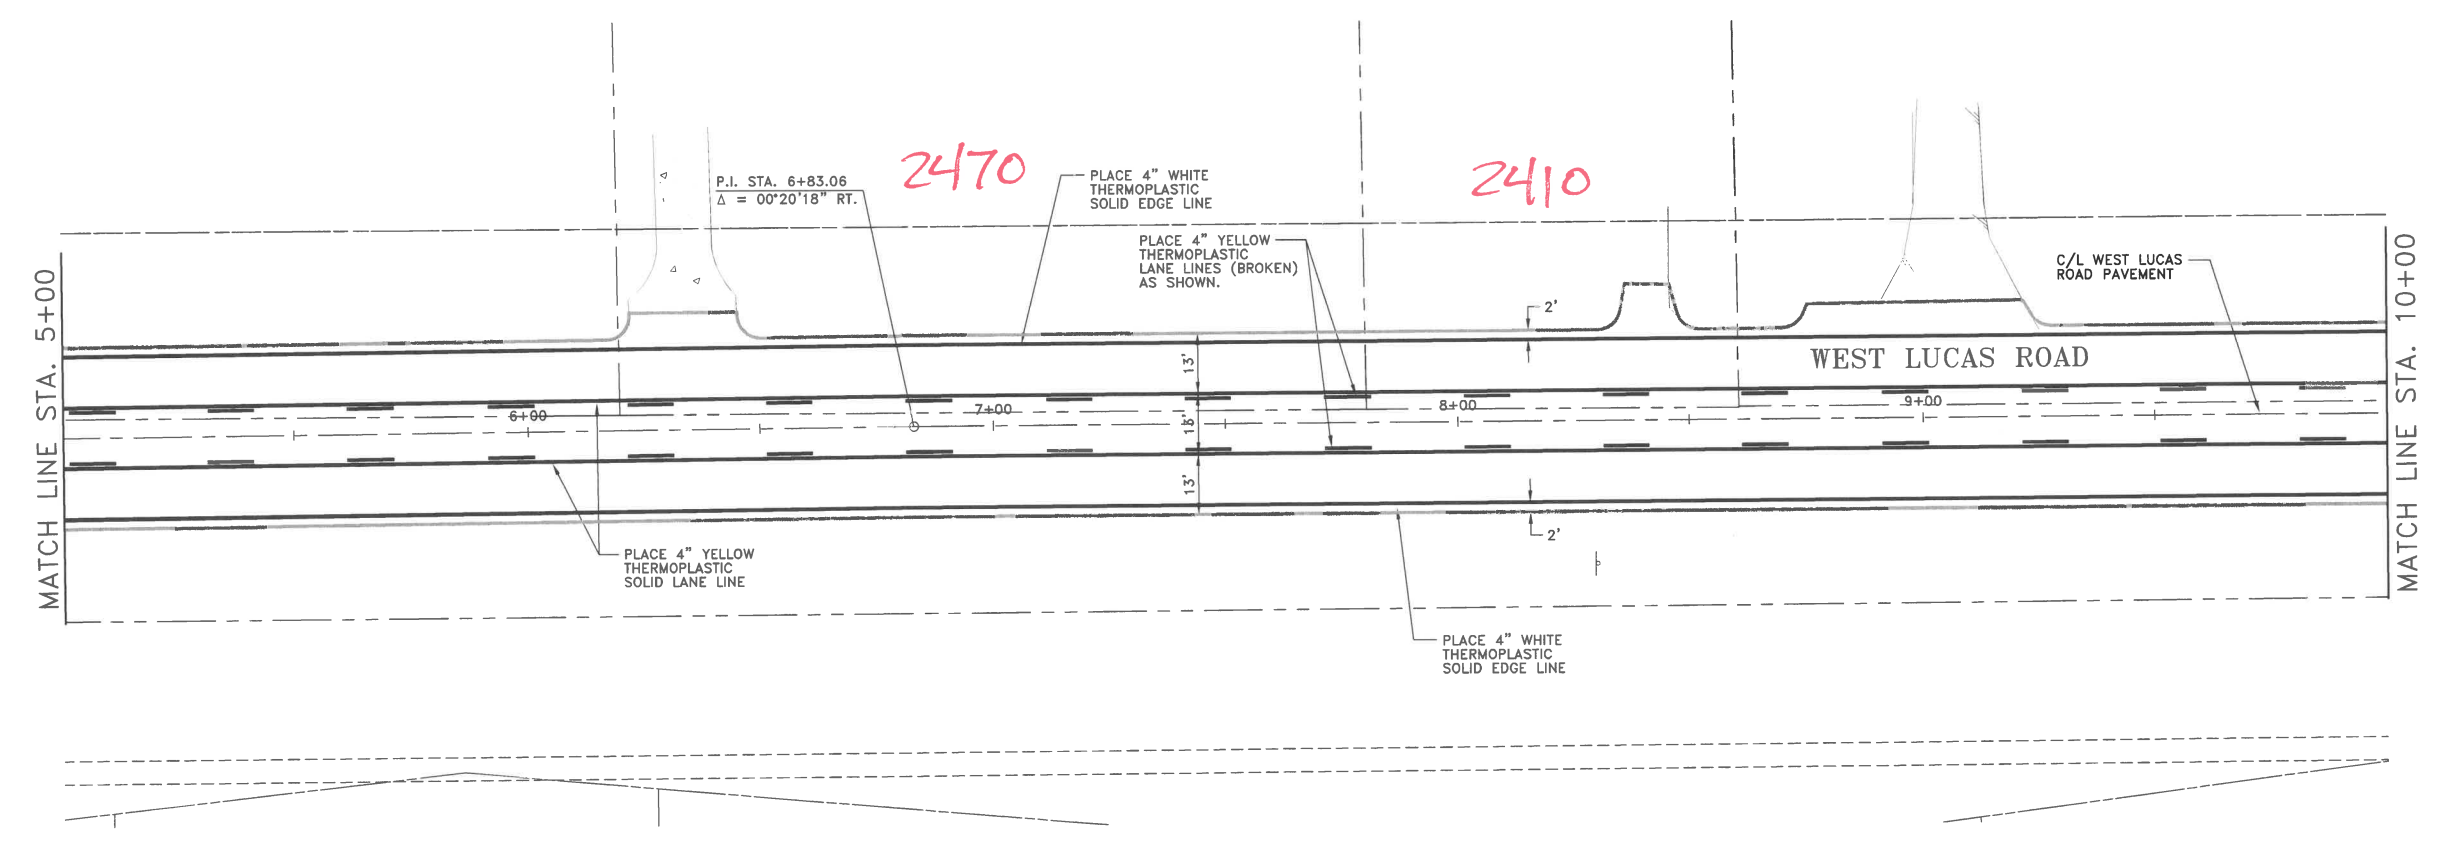 2470
2410
P.I. STA. 6+83.06
Δ = 00°20'18" RT.
PLACE 4" WHITE
THERMOPLASTIC
SOLID EDGE LINE
PLACE 4" YELLOW
THERMOPLASTIC
LANE LINES (BROKEN)
AS SHOWN.
C/L WEST LUCAS
ROAD PAVEMENT
MATCH LINE STA. 5+00
MATCH LINE STA. 10+00
2'
WEST LUCAS ROAD
13'
13'
13'
6+00
7+00
8+00
9+00
2'
PLACE 4" YELLOW
THERMOPLASTIC
SOLID LANE LINE
PLACE 4" WHITE
THERMOPLASTIC
SOLID EDGE LINE